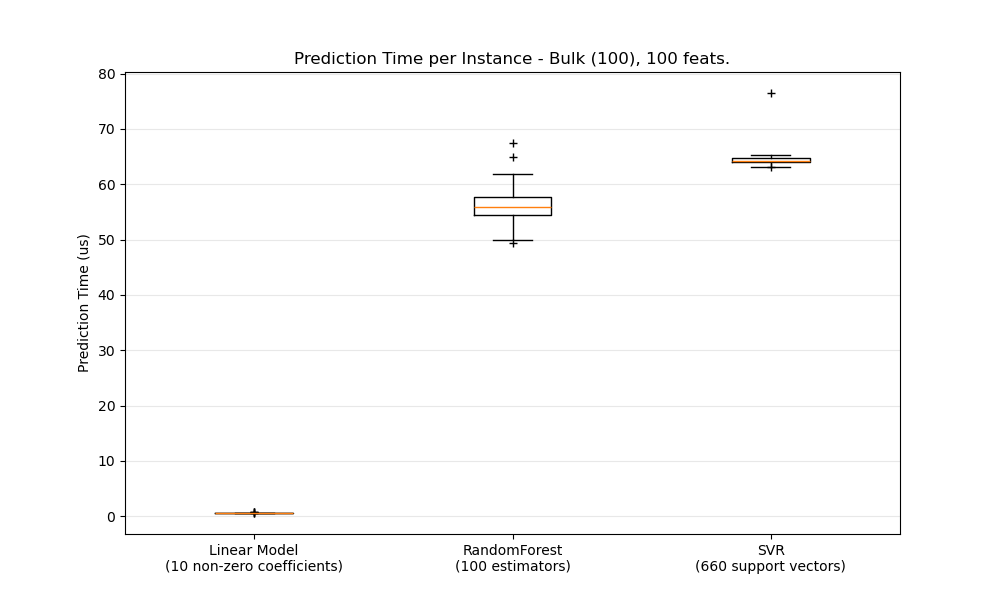 Prediction Time per Instance - Bulk (100), 100 feats.
80
70
60
50
40
30
20
10
0
Prediction Time (us)
Linear Model
(10 non-zero coefficients)
RandomForest
(100 estimators)
SVR
(660 support vectors)